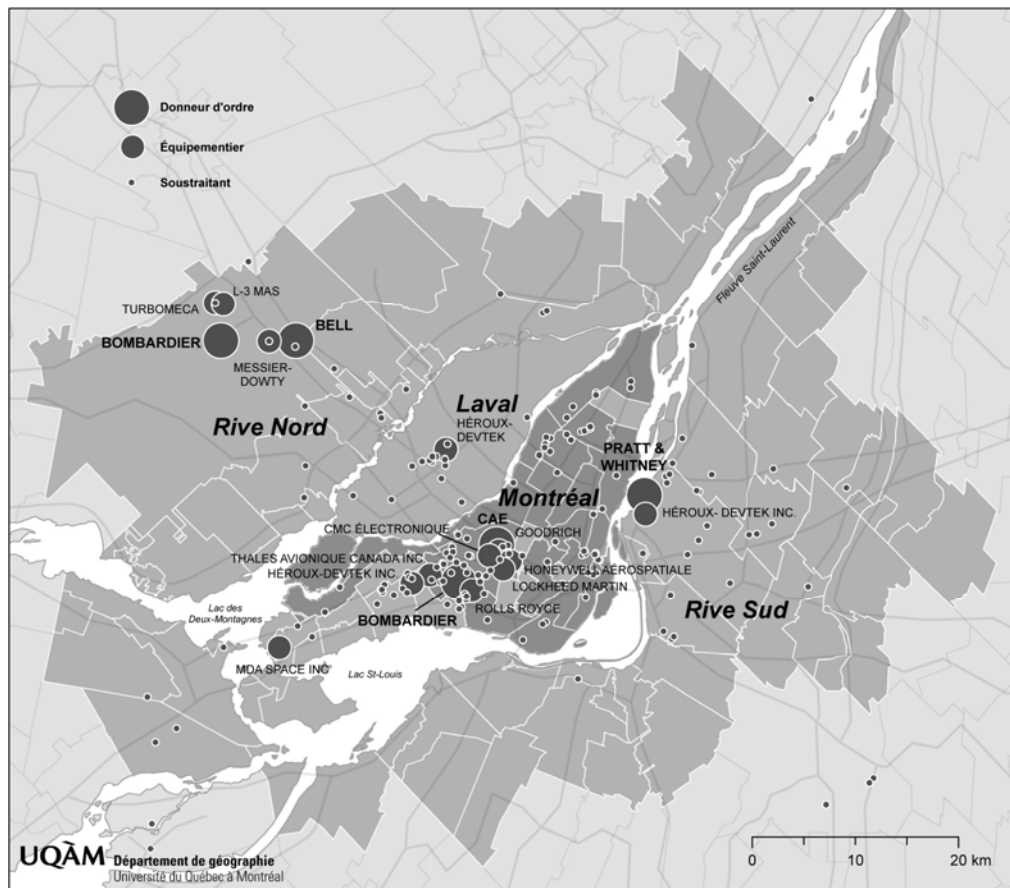 Donneur d'ordre
Équipementier
Soustraitant
Fleuve Saint-Laurent
L-3 MAS
TURBOMECA
BELL
BOMBARDIER
MESSIER-
DOWTY
Laval
Rive Nord
HÉROUX-
DEVTEK
PRATT &
WHITNEY
Montréal
HÉROUX- DEVTEK INC.
CAE
CMC ÉLECTRONIQUE
GOODRICH
THALES AVIONIQUE CANADA INC
HONEYWELL AÉROSPATIALE
HÉROUX-DEVTEK INC
LOCKHEED MARTIN
ROLLS ROYCE
Rive Sud
BOMBARDIER
Lac des
Deux-Montagnes
MDA SPACE INC
Lac St-Louis
0 10 20 km
UQÀM Département de géographie
Université du Québec à Montréal